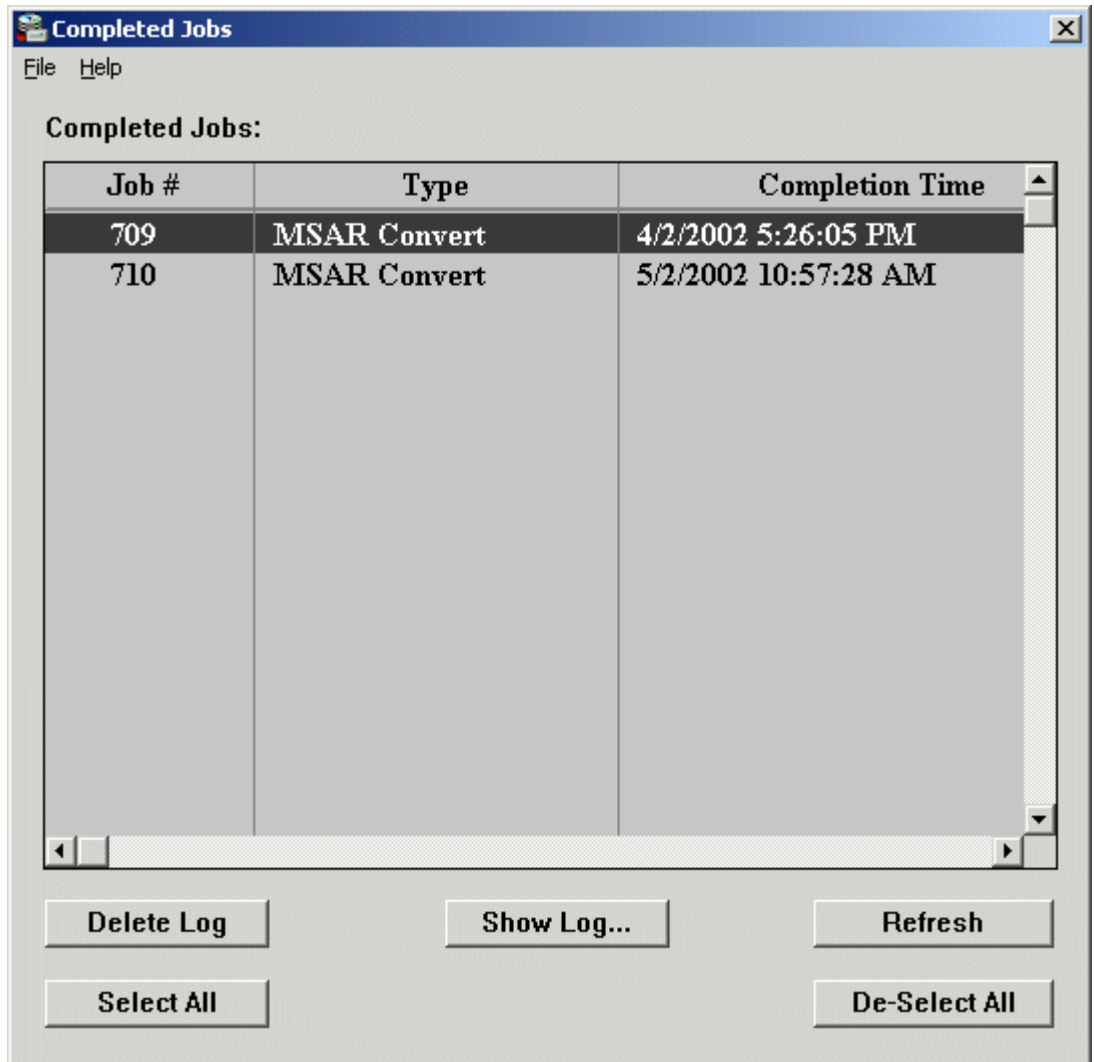 Completed Jobs
File Help
Completed Jobs:
Job # Type Completion Time
709 MSAR Convert 4/2/2002 5:26:05 PM
710 MSAR Convert 5/2/2002 10:57:28 AM
Delete Log Show Log... Refresh
Select All De-Select All